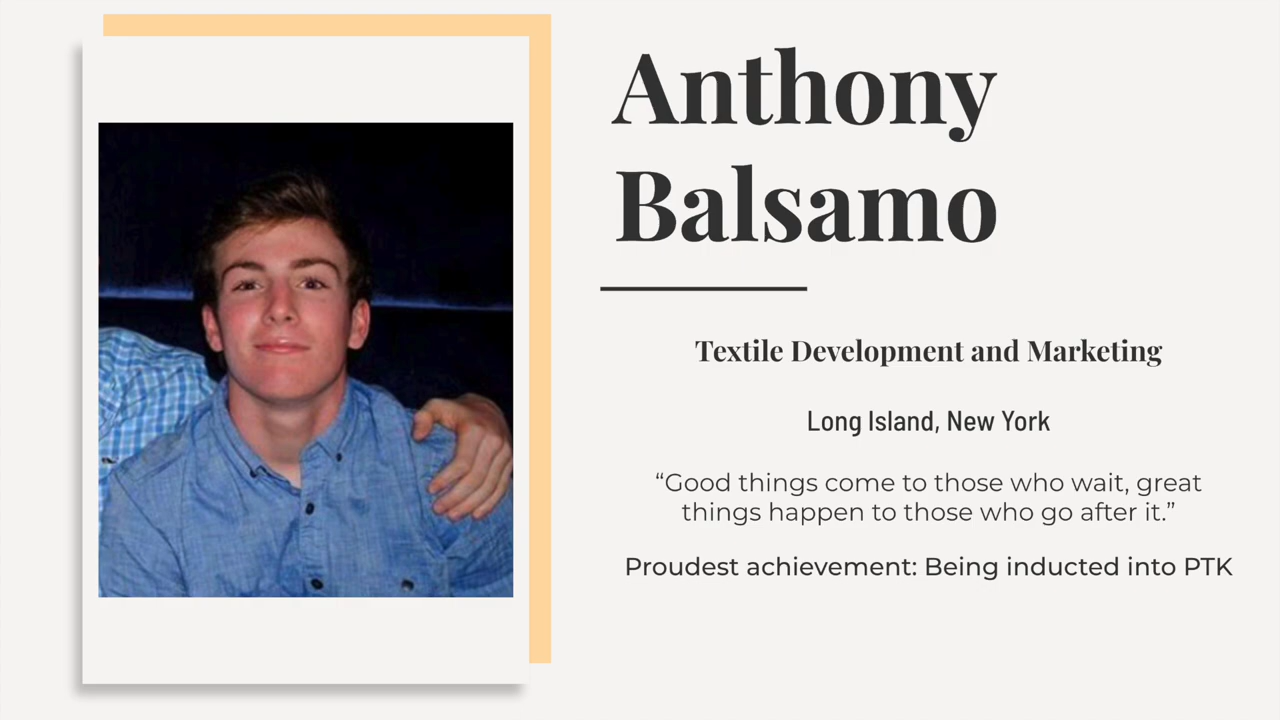 Anthony
Balsamo
Textile Development and Marketing
Long Island, New York
“Good things come to those who wait, great
things happen to those who go after it.”
Proudest achievement: Being inducted into PTK